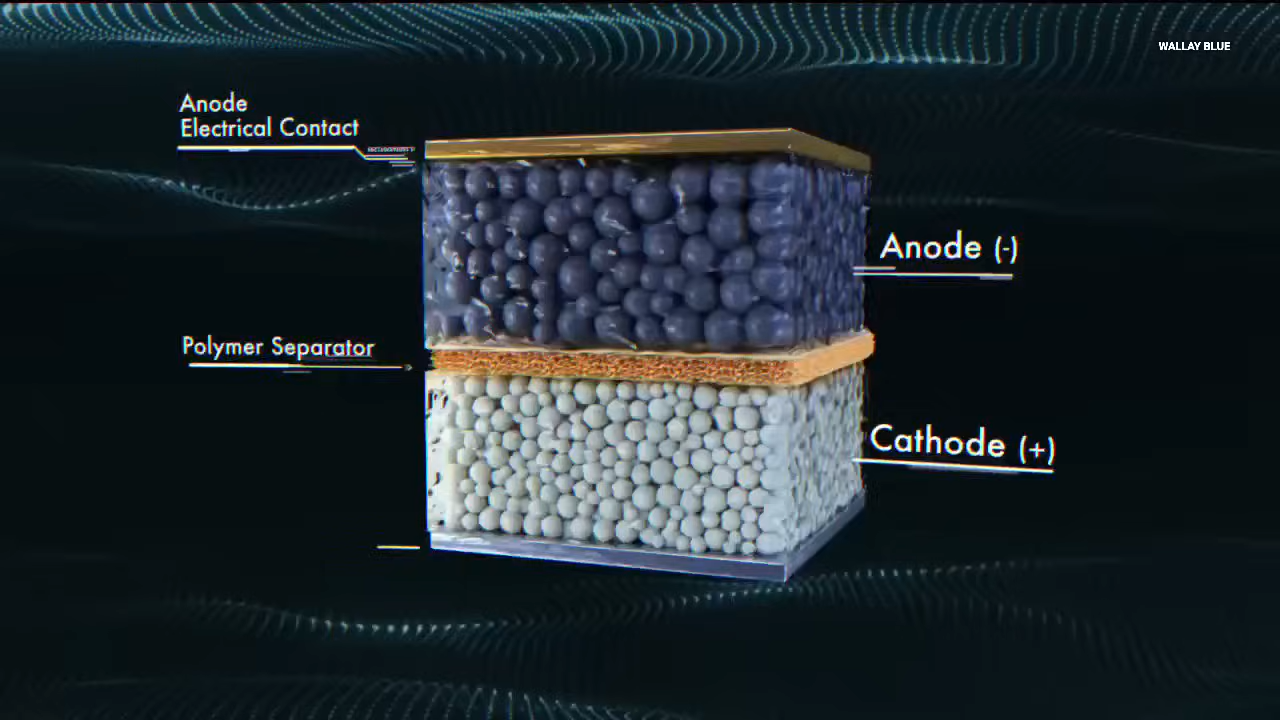 WALLAY BLUE
Anode
Electrical Contact
Anode (-)
Polymer Separator
Cathode (+)